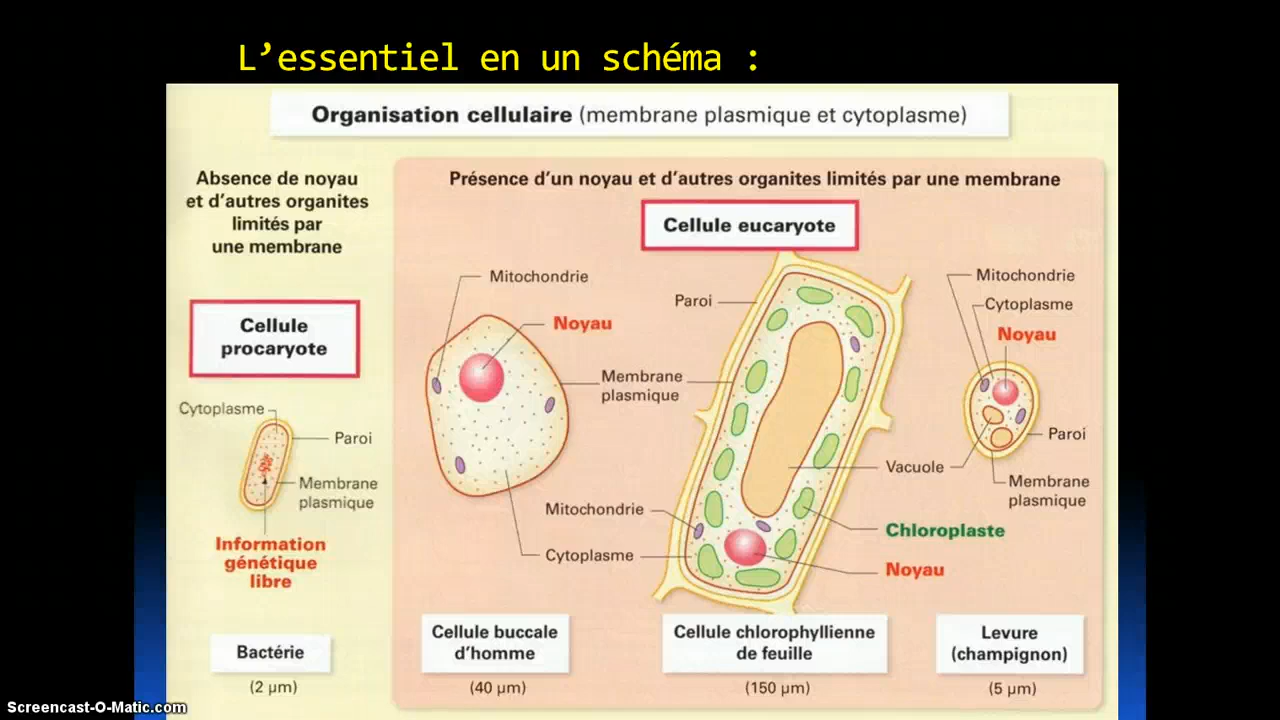 L’essentiel en un schéma :
Organisation cellulaire (membrane plasmique et cytoplasme)
Absence de noyau
et d’autres organites
limités par
une membrane
Cellule
procaryote
Cytoplasme
Paroi
Membrane
plasmique
Information
génétique
libre
Bactérie
(2 µm)
Présence d’un noyau et d’autres organites limités par une membrane
Cellule eucaryote
Mitochondrie
Noyau
Membrane
plasmique
Mitochondrie
Cytoplasme
Cellule buccale
d’homme
(40 µm)
Paroi
Vacuole
Chloroplaste
Noyau
Cellule chlorophyllienne
de feuille
(150 µm)
Mitochondrie
Cytoplasme
Noyau
Paroi
Membrane
plasmique
Levure
(champignon)
(5 µm)
Screencast-O-Matic.com